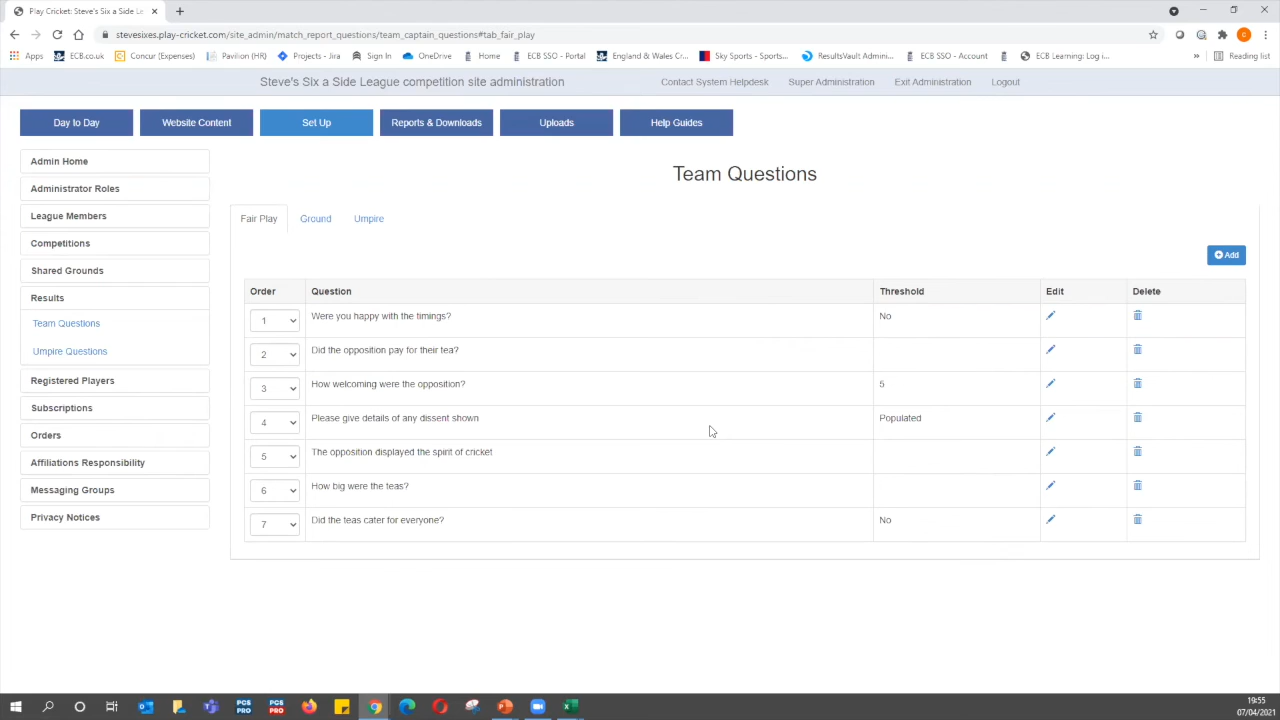 Play Cricket: Steve's Six a Side Le
stevesixes.play-cricket.com/site_admin/match_report_questions/team_captain_questions#tab_fair_play
Apps ECB.co.uk Concur (Expenses) Pavilion (HR) Projects - Jira Sign In OneDrive Home ECB SSO - Portal England & Wales Cr... Sky Sports - Sports... ResultsVault Admini... ECB SSO - Account ECB Learning: Log i... » Reading list
Steve's Six a Side League competition site administration Contact System Helpdesk Super Administration Exit Administration Logout
Day to Day Website Content Set Up Reports & Downloads Uploads Help Guides
Admin Home
Administrator Roles
League Members
Competitions
Shared Grounds
Results
Team Questions
Umpire Questions
Registered Players
Subscriptions
Orders
Affiliations Responsibility
Messaging Groups
Privacy Notices
Team Questions
Fair Play Ground Umpire
Add
Order Question Threshold Edit Delete
1 Were you happy with the timings? No
2 Did the opposition pay for their tea?
3 How welcoming were the opposition? 5
4 Please give details of any dissent shown Populated
5 The opposition displayed the spirit of cricket
6 How big were the teas?
7 Did the teas cater for everyone? No
PCS PRO PCS PRO
19:55
07/04/2021